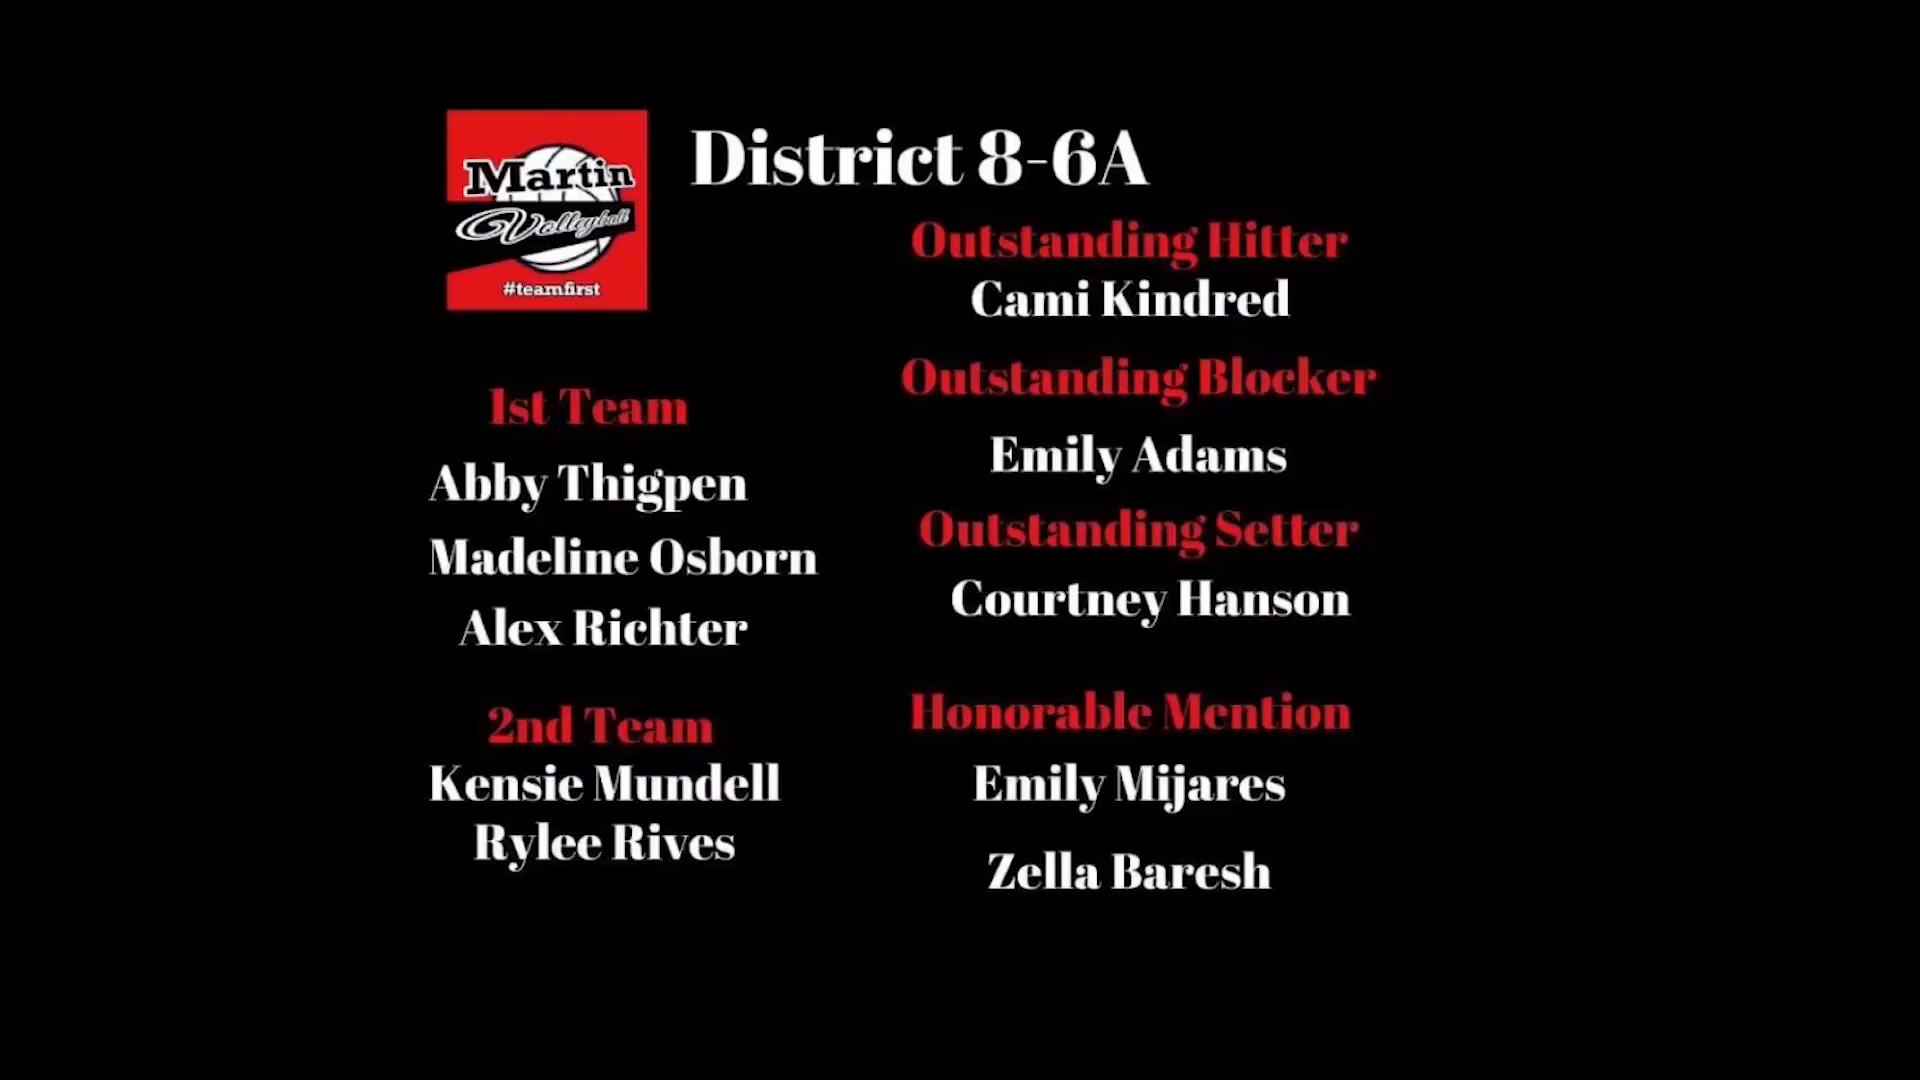 Martin
Volleyball
#teamfirst
District 8-6A
1st Team
Abby Thigpen
Madeline Osborn
Alex Richter
2nd Team
Kensie Mundell
Rylee Rives
Outstanding Hitter
Cami Kindred
Outstanding Blocker
Emily Adams
Outstanding Setter
Courtney Hanson
Honorable Mention
Emily Mijares
Zella Baresh